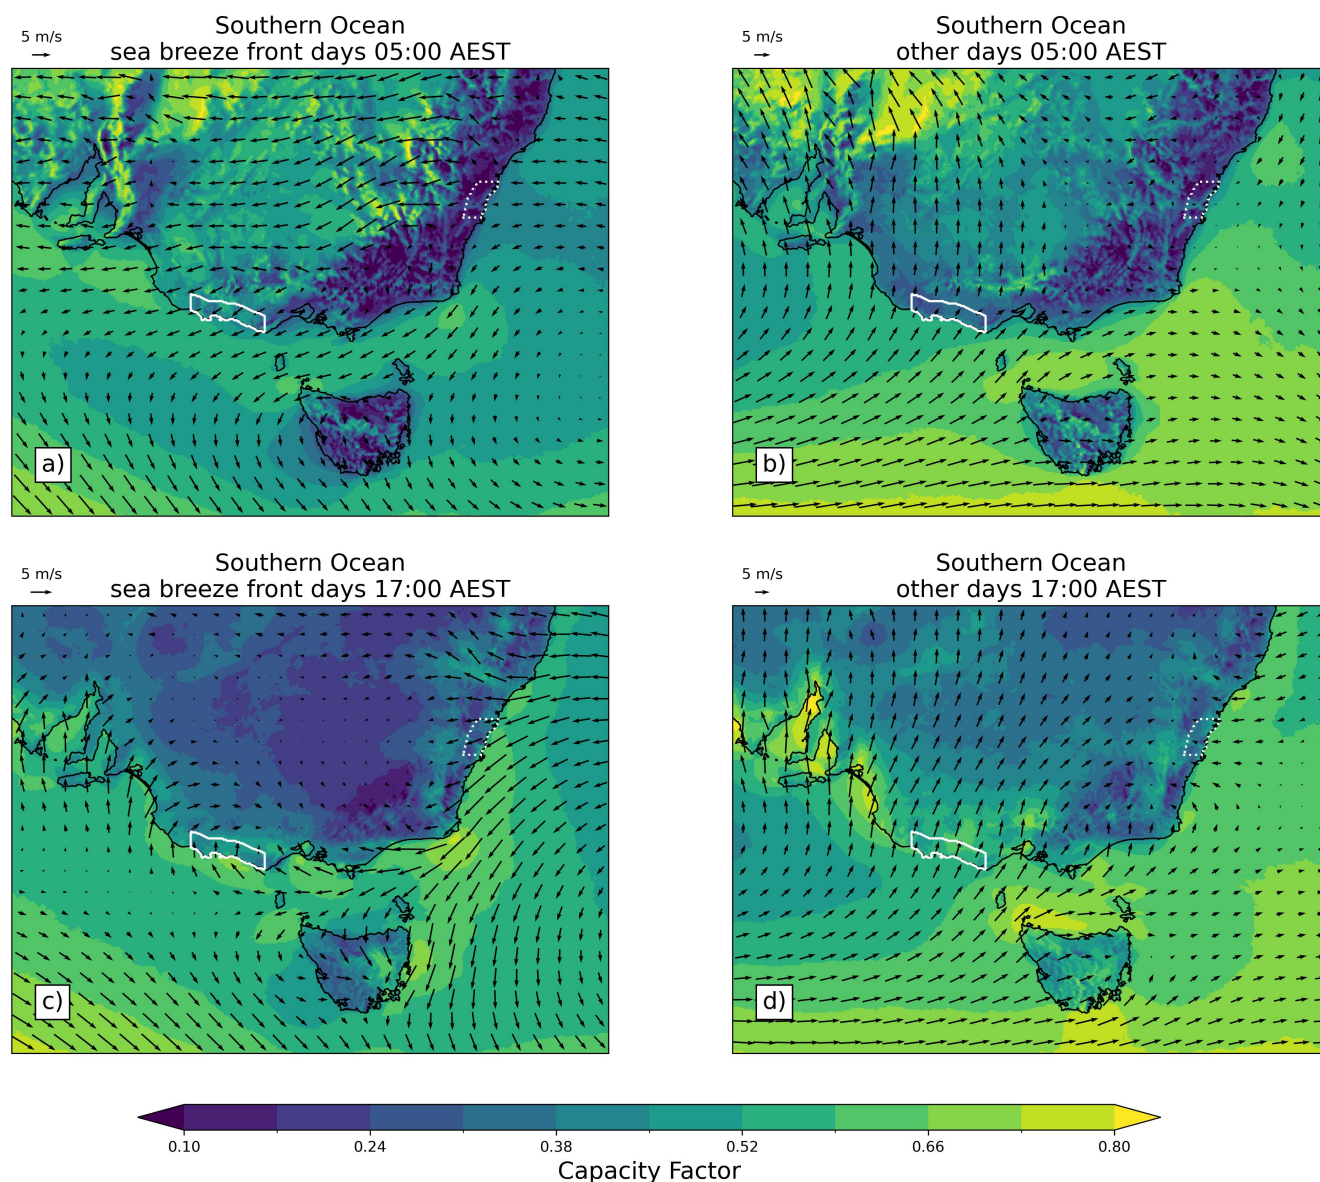 Southern Ocean
sea breeze front days 05:00 AEST
5 m/s
a)
Southern Ocean
other days 05:00 AEST
5 m/s
b)
Southern Ocean
sea breeze front days 17:00 AEST
5 m/s
c)
Southern Ocean
other days 17:00 AEST
5 m/s
d)
0.10 0.24 0.38 0.52 0.66 0.80
Capacity Factor